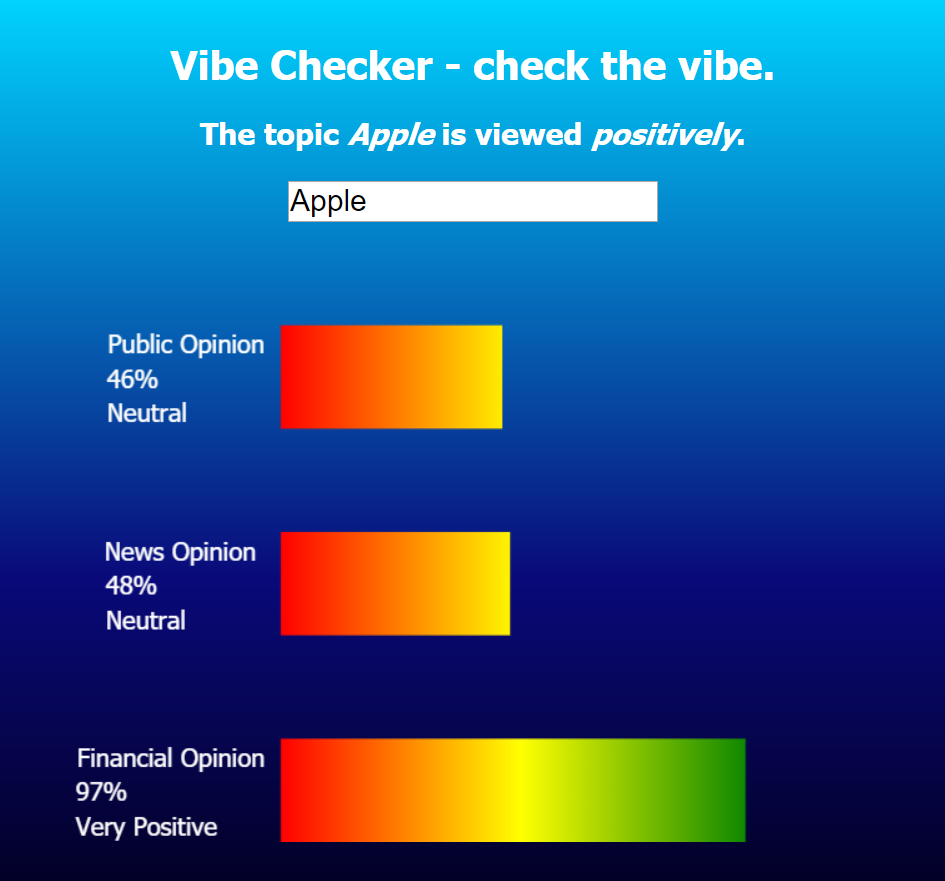 Vibe Checker - check the vibe.
The topic Apple is viewed positively.
Apple
Public Opinion
46%
Neutral
News Opinion
48%
Neutral
Financial Opinion
97%
Very Positive